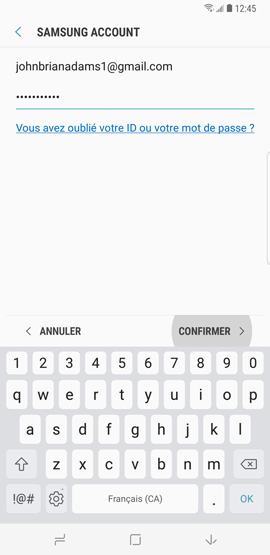 12:45
SAMSUNG ACCOUNT
johnbrianadams1@gmail.com
•••••••••••
Vous avez oublié votre ID ou votre mot de passe ?
ANNULER CONFIRMER
1 2 3 4 5 6 7 8 9 0
q w e r t y u i o p
a s d f g h j k l
z x c v b n m
!@# Français (CA) . OK